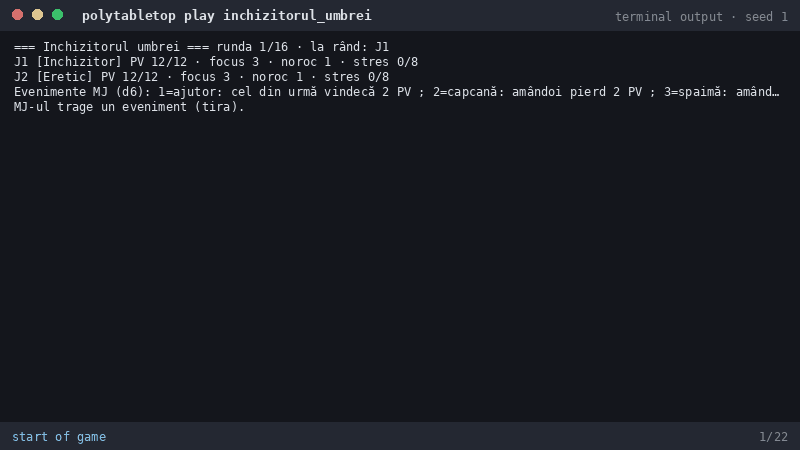 polytabletop play inchizitorul_umbrei
terminal output · seed 1
=== Inchizitorul umbrei === runda 1/16 · la rând: J1
J1 [Inchizitor] PV 12/12 · focus 3 · noroc 1 · stres 0/8
J2 [Eretic] PV 12/12 · focus 3 · noroc 1 · stres 0/8
Evenimente MJ (d6): 1=ajutor: cel din urmă vindecă 2 PV ; 2=capcană: amândoi pierd 2 PV ; 3=spaimă: amând…
MJ-ul trage un eveniment (tira).
start of game
1/22